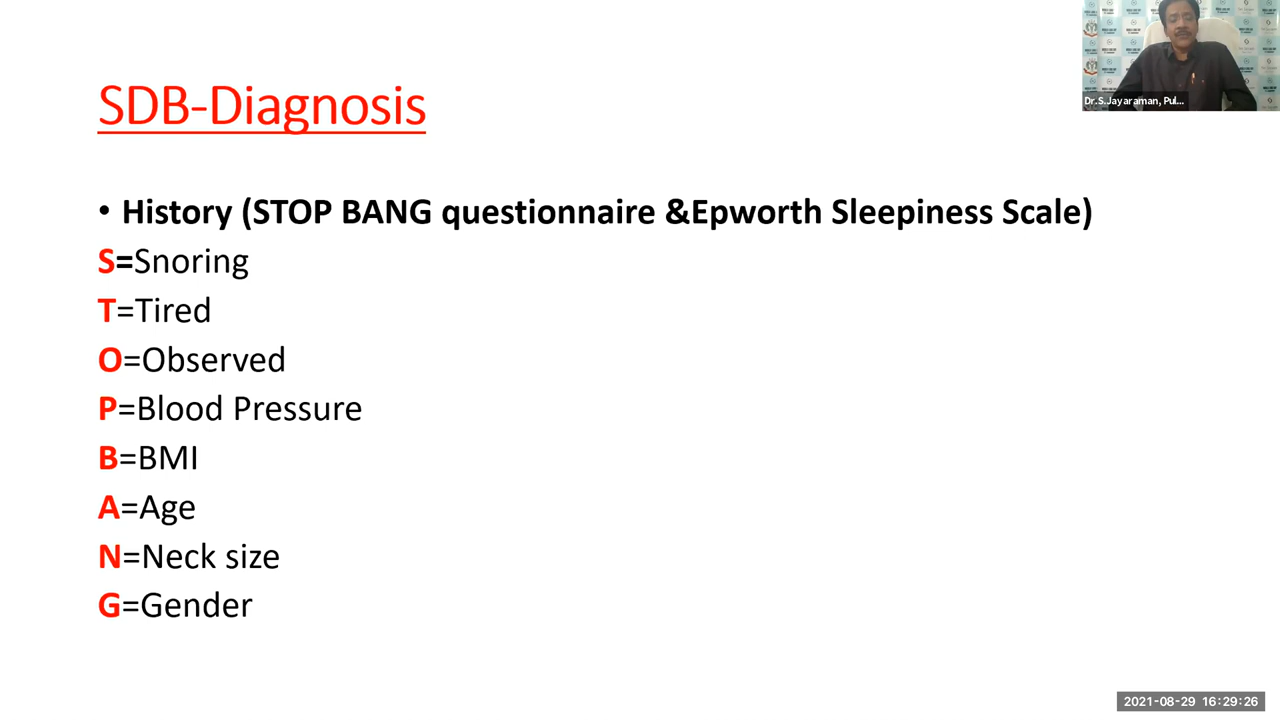 SDB-Diagnosis
Dr.S.Jayaraman, Pul...
• History (STOP BANG questionnaire &Epworth Sleepiness Scale)
S=Snoring
T=Tired
O=Observed
P=Blood Pressure
B=BMI
A=Age
N=Neck size
G=Gender
2021-08-29 16:29:26